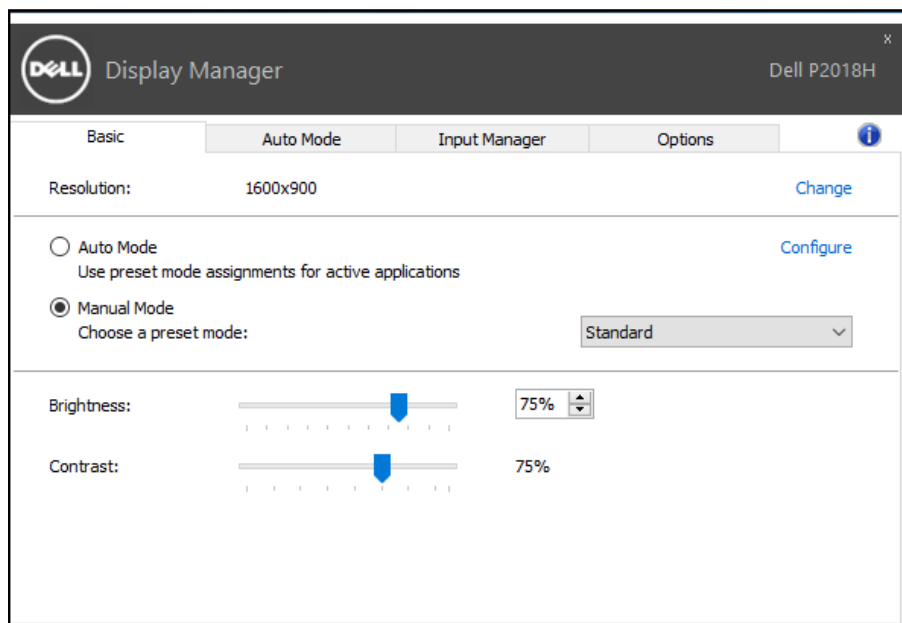 DELL Display Manager
x
Dell P2018H
Basic Auto Mode Input Manager Options i
Resolution: 1600x900 Change
Auto Mode Configure
Use preset mode assignments for active applications
Manual Mode
Choose a preset mode: Standard
Brightness: 75%
Contrast: 75%